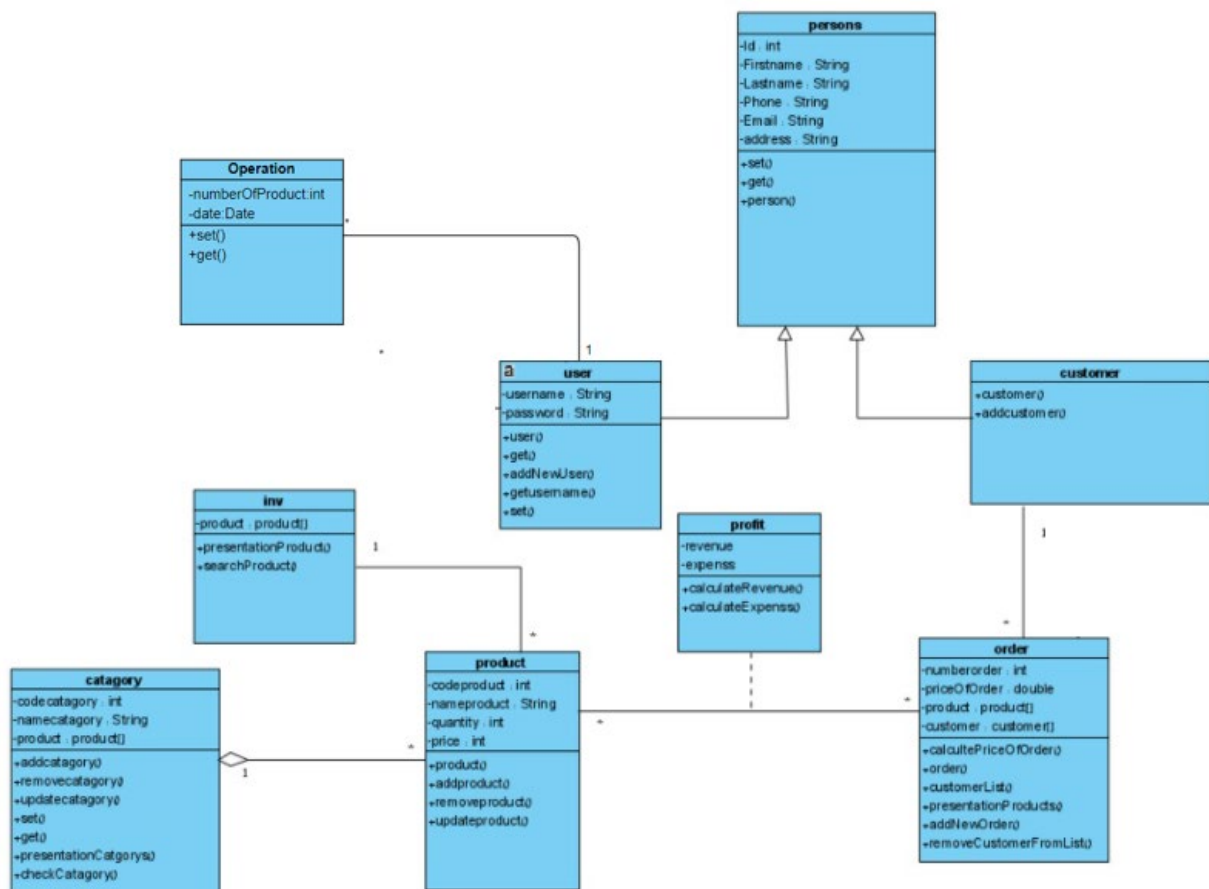 persons
-Id : int
-Firstname : String
-Lastname : String
-Phone : String
-Email : String
-address : String
+set()
+get()
+person()
Operation
-numberOfProduct:int
-date:Date
+set()
+get()
*
1
*
a
user
-username : String
-password : String
+user()
+get()
+addNewUser()
+getusername()
+set()
customer
+customer()
+addcustomer()
1
*
inv
-product : product[]
+presentationProduct()
+searchProduct()
1
*
profit
-revenue
-expenss
+calculateRevenue()
+calculateExpenss()
catagory
-codecatagory : int
-namecatagory : String
-product : product[]
+addcatagory()
+removecatagory()
+updatecatagory()
+set()
+get()
+presentationCatgorys()
+checkCatagory()
1
*
product
-codeproduct : int
-nameproduct : String
-quantity : int
-price : int
+product()
+addproduct()
+removeproduct()
+updateproduct()
*
*
order
-numberorder : int
-priceOfOrder : double
-product : product[]
-customer : customer[]
+calcultePriceOfOrder()
+order()
+customerList()
+presentationProducts()
+addNewOrder()
+removeCustomerFromList()